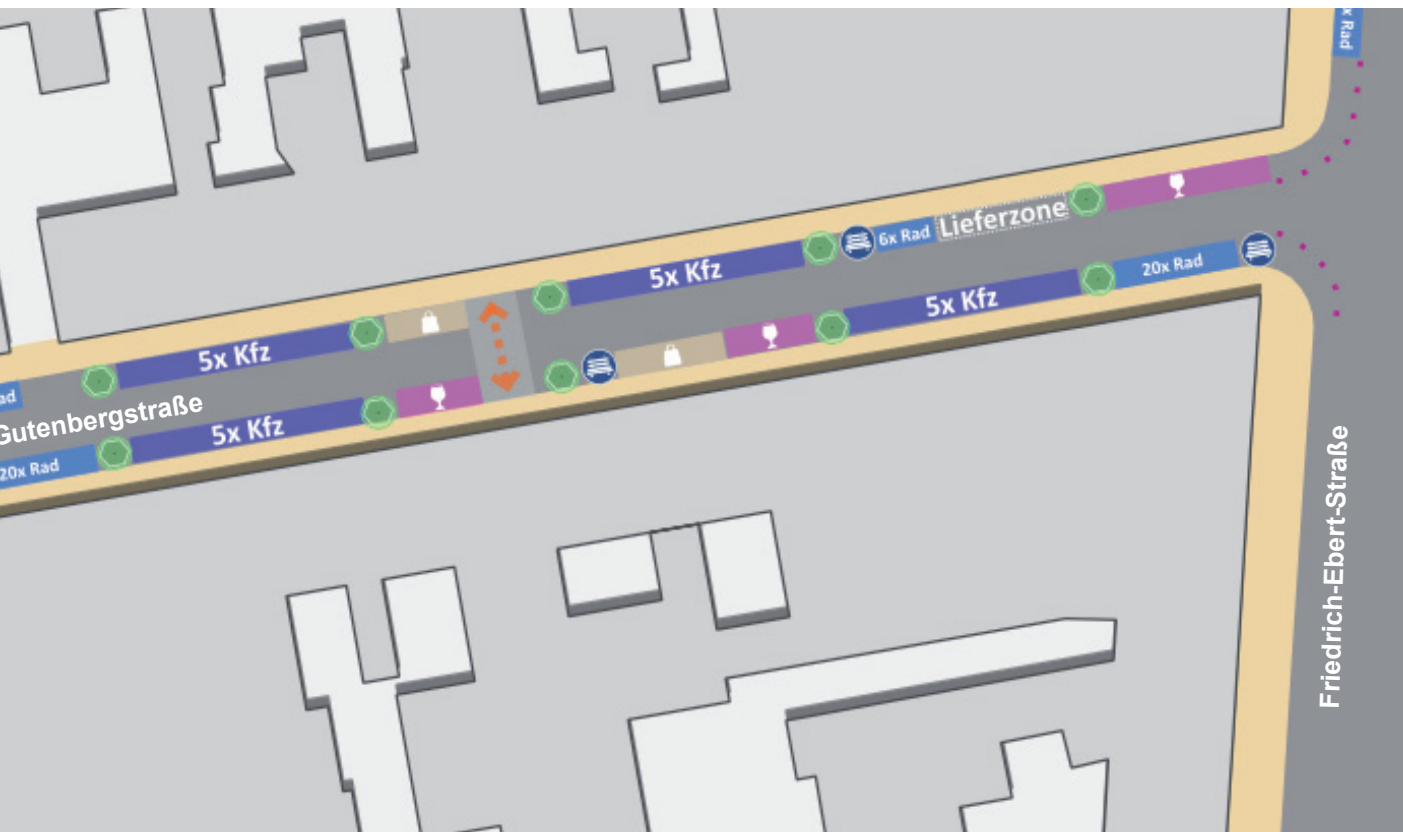 x Rad
6x Rad
Lieferzone
5x Kfz
20x Rad
5x Kfz
5x Kfz
ad
Gutenbergstraße
5x Kfz
20x Rad
Friedrich-Ebert-Straße